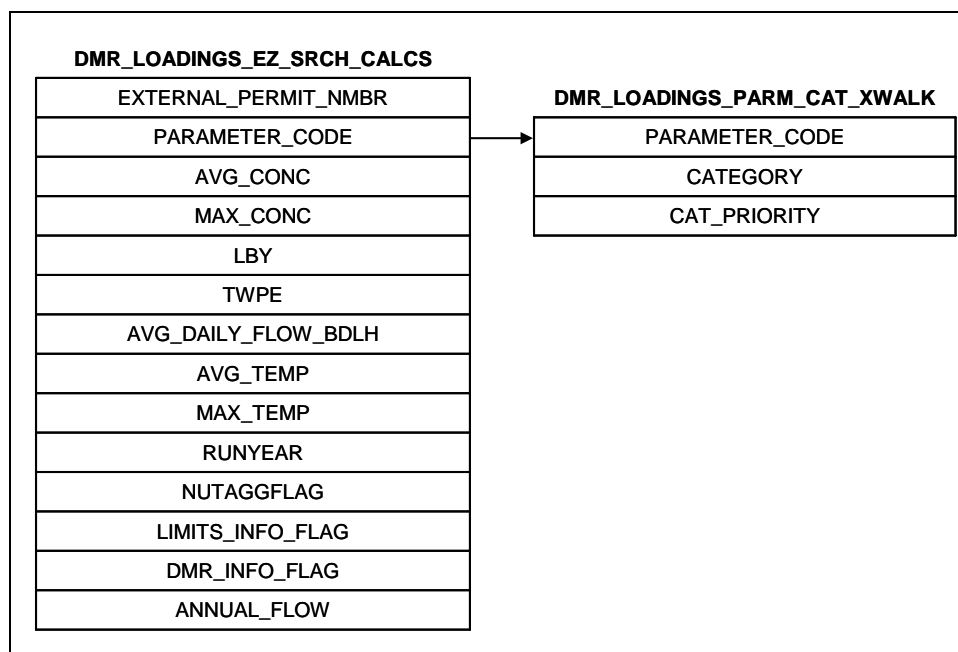 DMR_LOADINGS_EZ_SRCH_CALCS
EXTERNAL_PERMIT_NMBR
PARAMETER_CODE
AVG_CONC
MAX_CONC
LBY
TWPE
AVG_DAILY_FLOW_BDLH
AVG_TEMP
MAX_TEMP
RUNYEAR
NUTAGGFLAG
LIMITS_INFO_FLAG
DMR_INFO_FLAG
ANNUAL_FLOW
DMR_LOADINGS_PARM_CAT_XWALK
PARAMETER_CODE
CATEGORY
CAT_PRIORITY